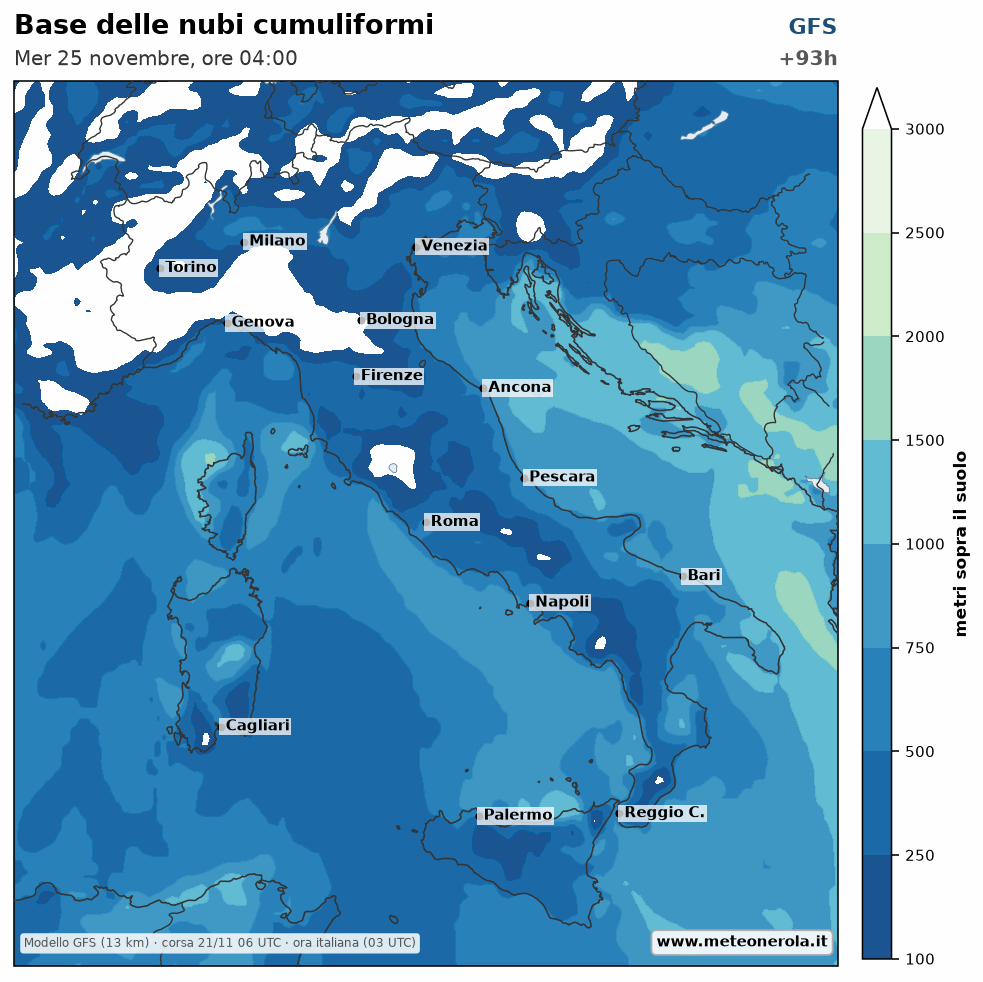 Base delle nubi cumuliformi
GFS
Mer 25 novembre, ore 04:00
+93h
3000
2500
2000
1500
1000
750
500
250
100
metri sopra il suolo
Milano
Venezia
Torino
Genova
Bologna
Firenze
Ancona
Pescara
Roma
Bari
Napoli
Cagliari
Palermo
Reggio C.
Modello GFS (13 km) · corsa 21/11 06 UTC · ora italiana (03 UTC)
www.meteonerola.it